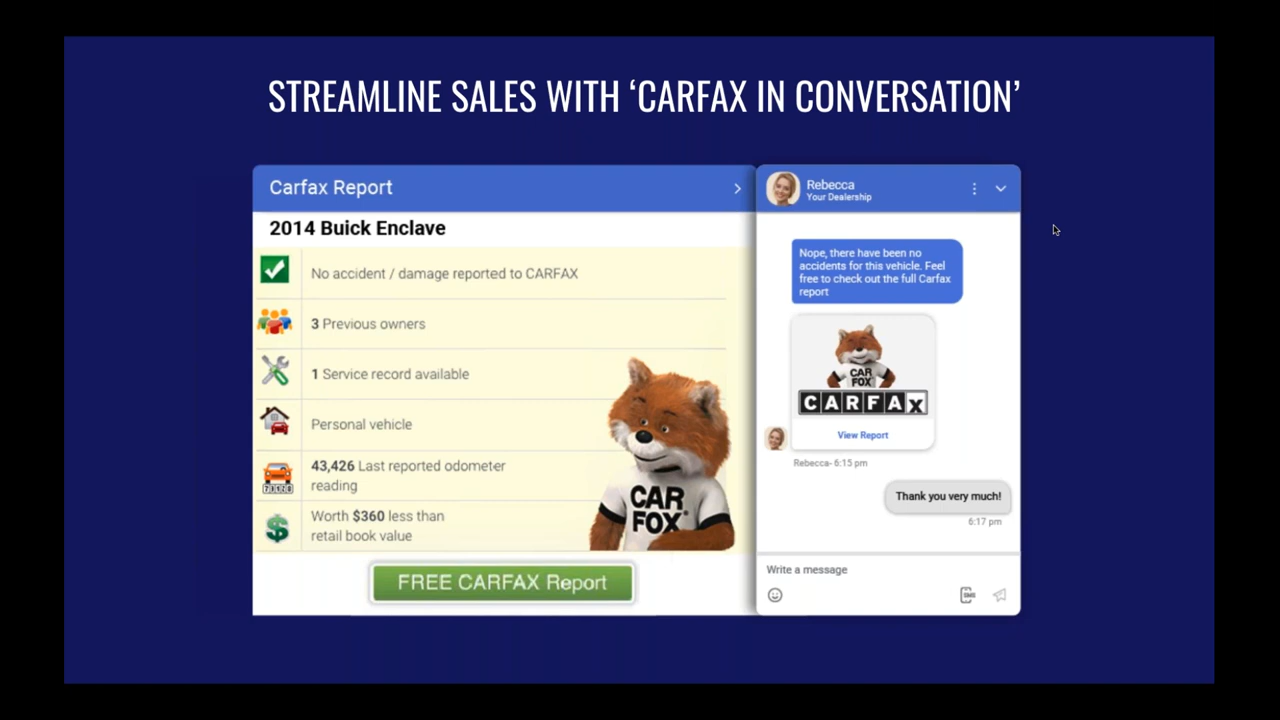 STREAMLINE SALES WITH ‘CARFAX IN CONVERSATION’
Carfax Report
2014 Buick Enclave
No accident / damage reported to CARFAX
3 Previous owners
1 Service record available
Personal vehicle
43,426 Last reported odometer
reading
Worth $360 less than
retail book value
CAR
FOX®
FREE CARFAX Report
Rebecca
Your Dealership
Nope, there have been no
accidents for this vehicle. Feel
free to check out the full Carfax
report
CAR
FOX
CARFAX
View Report
Rebecca- 6:15 pm
Thank you very much!
6:17 pm
Write a message
SMS